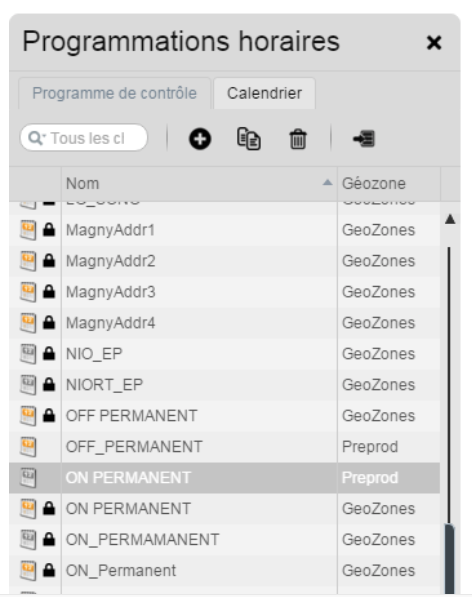 Programmations horaires
Programme de contrôle Calendrier
Tous les cl
Nom Géozone
MagnyAddr1 GeoZones
MagnyAddr2 GeoZones
MagnyAddr3 GeoZones
MagnyAddr4 GeoZones
NIO_EP GeoZones
NIORT_EP GeoZones
OFF PERMANENT GeoZones
OFF_PERMANENT Preprod
ON PERMANENT Preprod
ON PERMANENT GeoZones
ON_PERMAMANENT GeoZones
ON_Permanent GeoZones